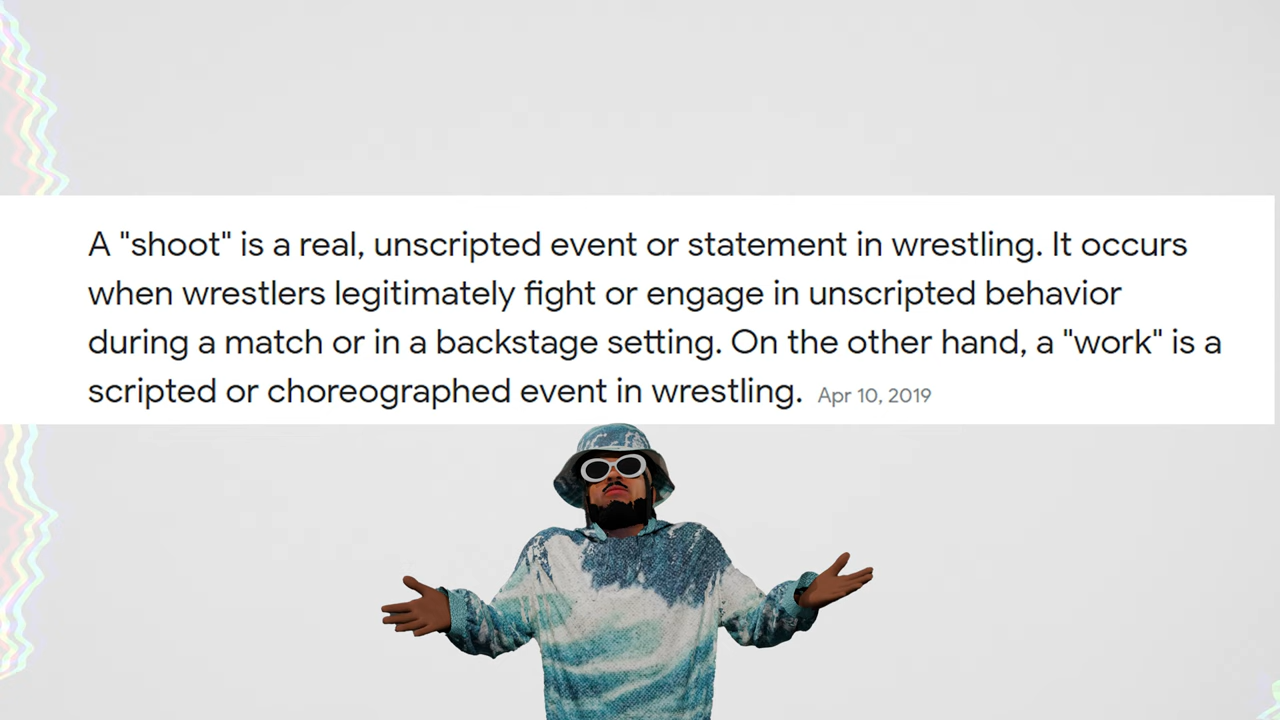 A "shoot" is a real, unscripted event or statement in wrestling. It occurs
when wrestlers legitimately fight or engage in unscripted behavior
during a match or in a backstage setting. On the other hand, a "work" is a
scripted or choreographed event in wrestling. Apr 10, 2019